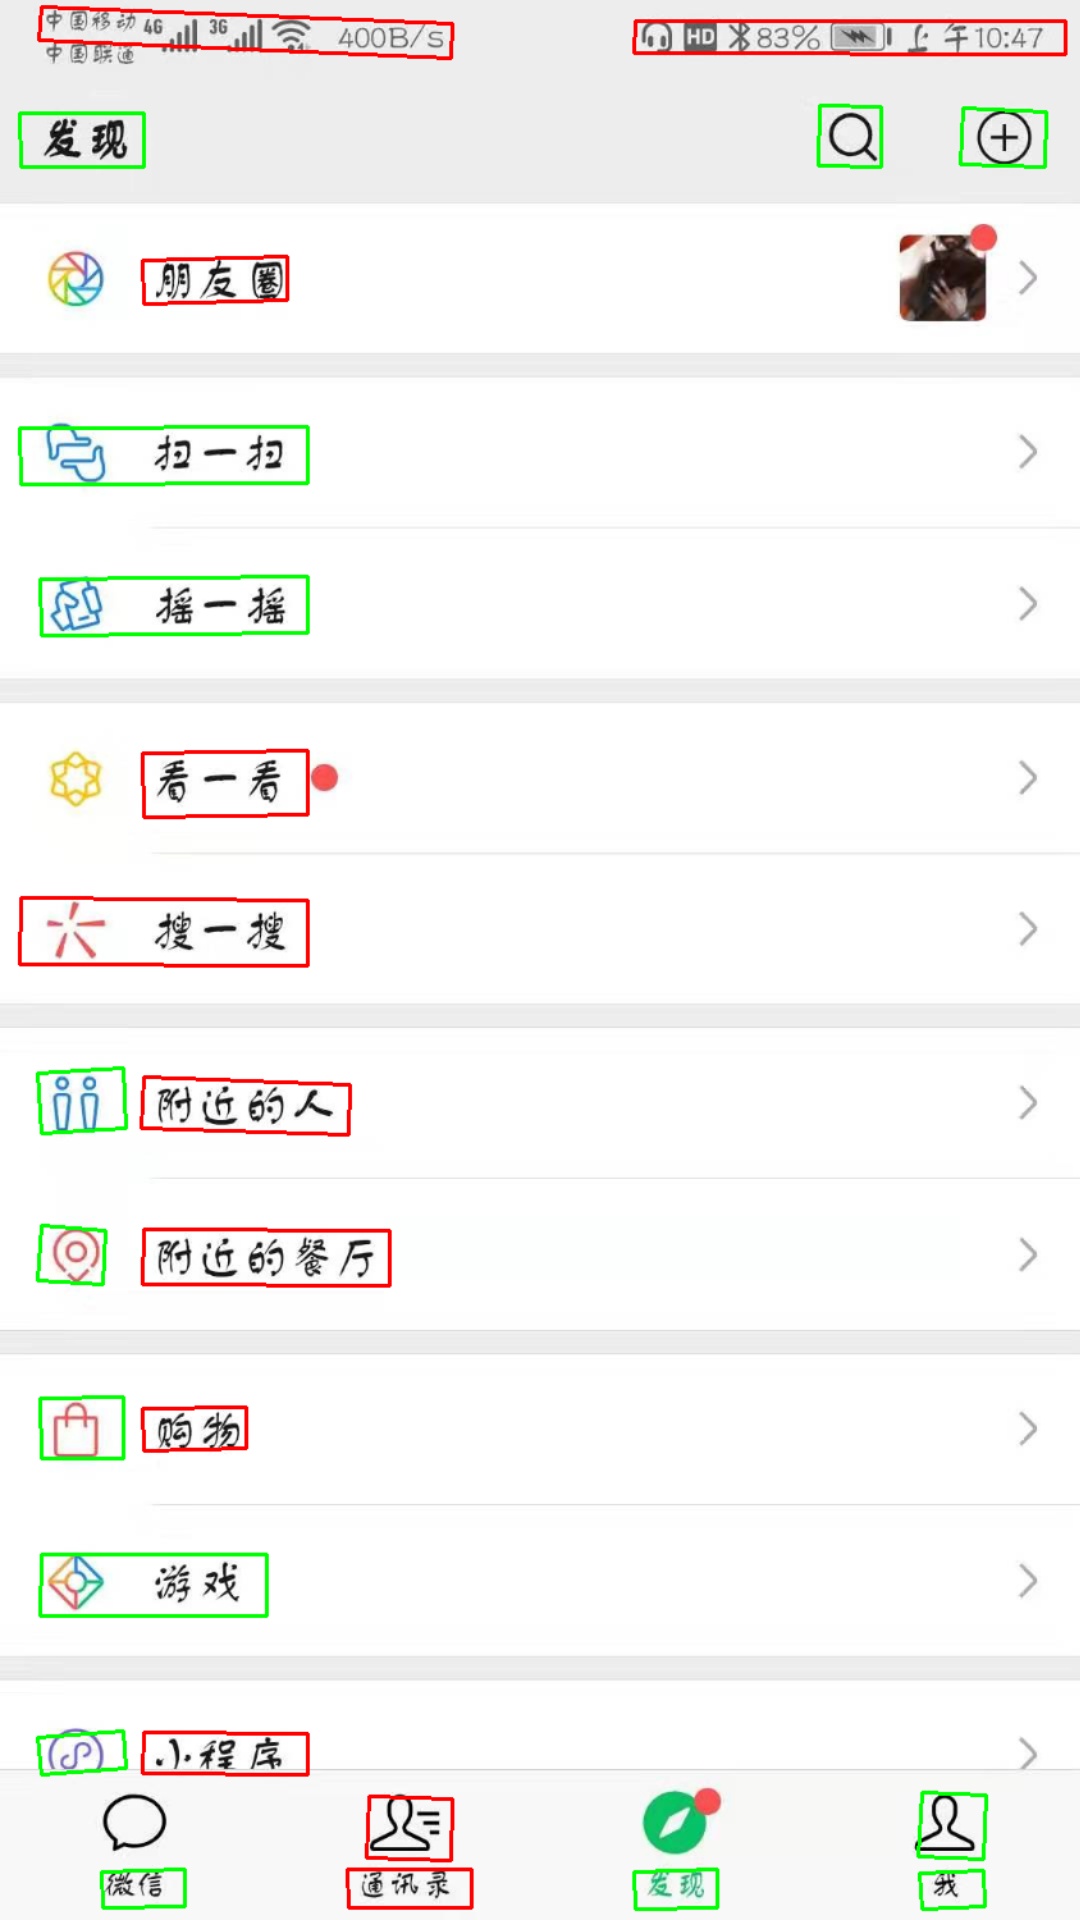 中国移动 4G 3G 400B/s HD 83% 上午10:47
中国联通
发现
朋友圈
扫一扫
摇一摇
看一看
搜一搜
附近的人
附近的餐厅
购物
游戏
小程序
微信 通讯录 发现 我